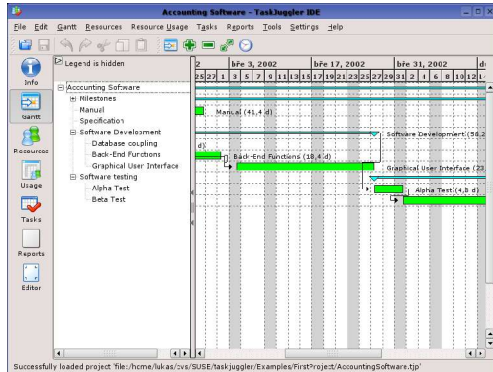 Accounting Software - TaskJuggler IDE
File Edit Gantt Resources Resource Usage Tasks Reports Tools Settings Help
Legend is hidden
2 bře 3, 2002 bře 17, 2002 bře 31, 2002
25 27 1 3 5 7 9 11 13 15 17 19 21 23 25 27 29 31 2 4 6 8 10 12
Info
Gantt
Resources
Usage
Tasks
Reports
Editor
Accounting Software
Milestones
Manual
Manual (41,4 d)
Specification
Software Development
Software Development (58,2
Database coupling
d)
Back-End Functions
Back-End Functions (18,4 d)
Graphical User Interface
Graphical User Interface (23
Software testing
Alpha Test
Alpha Test (4,8 d)
Beta Test
Successfully loaded project 'file:/home/lukas/cvs/SUSE/taskjuggler/Examples/FirstProject/AccountingSoftware.tjp'